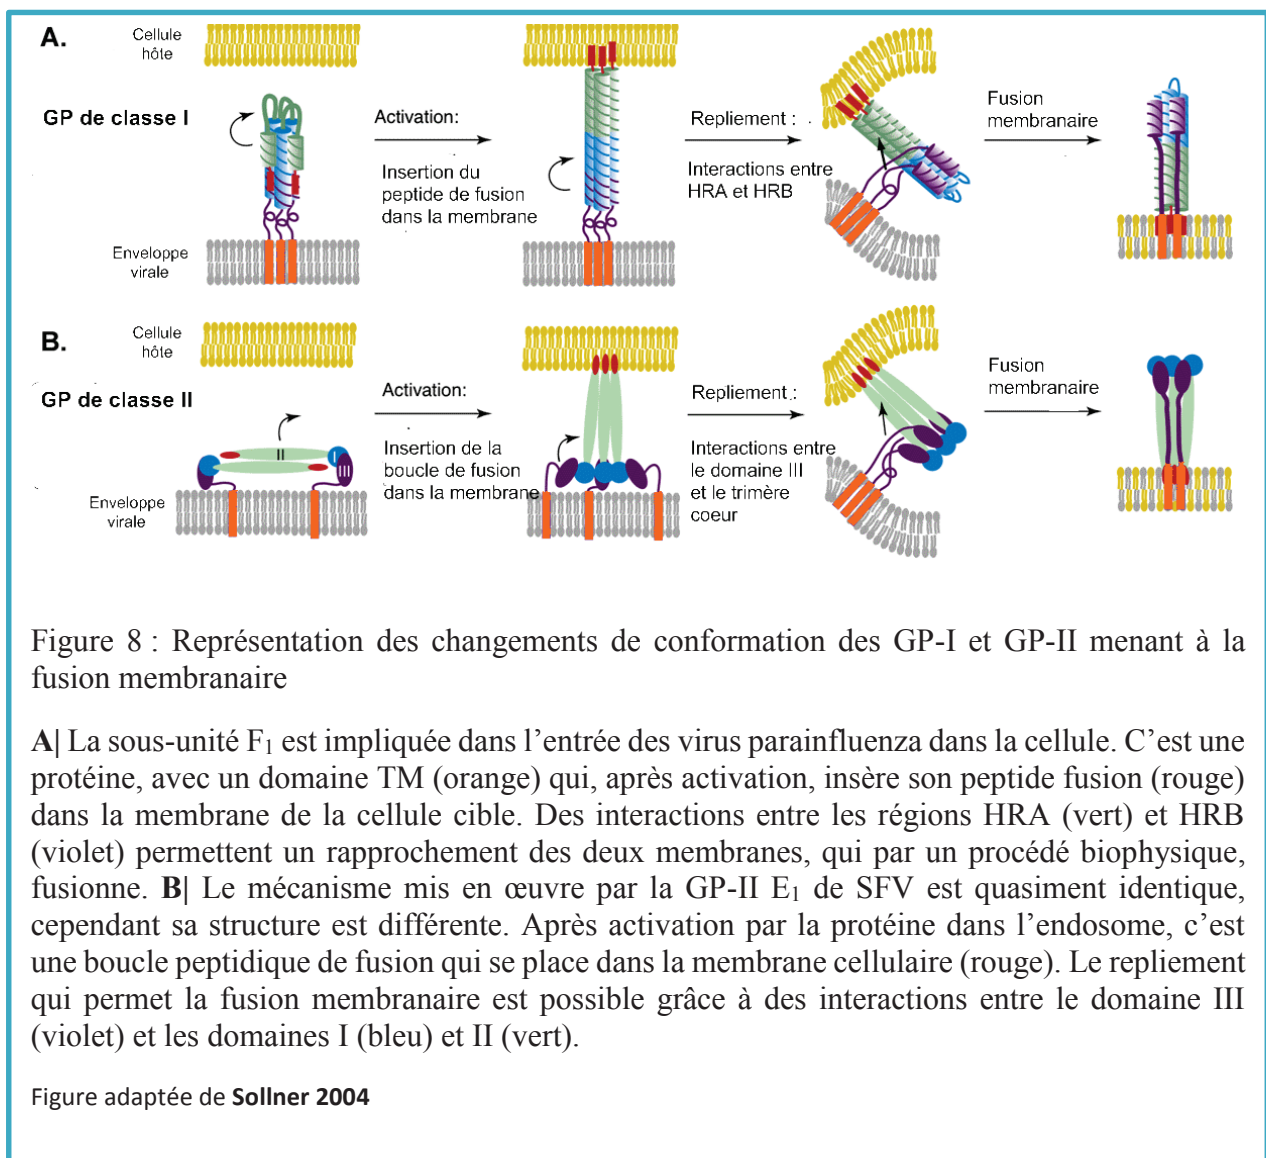 A.
Cellule
hôte
GP de classe I
Enveloppe
virale
Activation:
Insertion du
peptide de fusion
dans la membrane
Repliement :
Interactions entre
HRA et HRB
Fusion
membranaire
B.
Cellule
hôte
GP de classe II
II
I
III
Enveloppe
virale
Activation:
Insertion de la
boucle de fusion
dans la membrane
Repliement :
Interactions entre
le domaine III
et le trimère
coeur
Fusion
membranaire
Figure 8 : Représentation des changements de conformation des GP-I et GP-II menant à la
fusion membranaire
A| La sous-unité F₁ est impliquée dans l’entrée des virus parainfluenza dans la cellule. C’est une
protéine, avec un domaine TM (orange) qui, après activation, insère son peptide fusion (rouge)
dans la membrane de la cellule cible. Des interactions entre les régions HRA (vert) et HRB
(violet) permettent un rapprochement des deux membranes, qui par un procédé biophysique,
fusionne. B| Le mécanisme mis en œuvre par la GP-II E₁ de SFV est quasiment identique,
cependant sa structure est différente. Après activation par la protéine dans l’endosome, c’est
une boucle peptidique de fusion qui se place dans la membrane cellulaire (rouge). Le repliement
qui permet la fusion membranaire est possible grâce à des interactions entre le domaine III
(violet) et les domaines I (bleu) et II (vert).
Figure adaptée de Sollner 2004